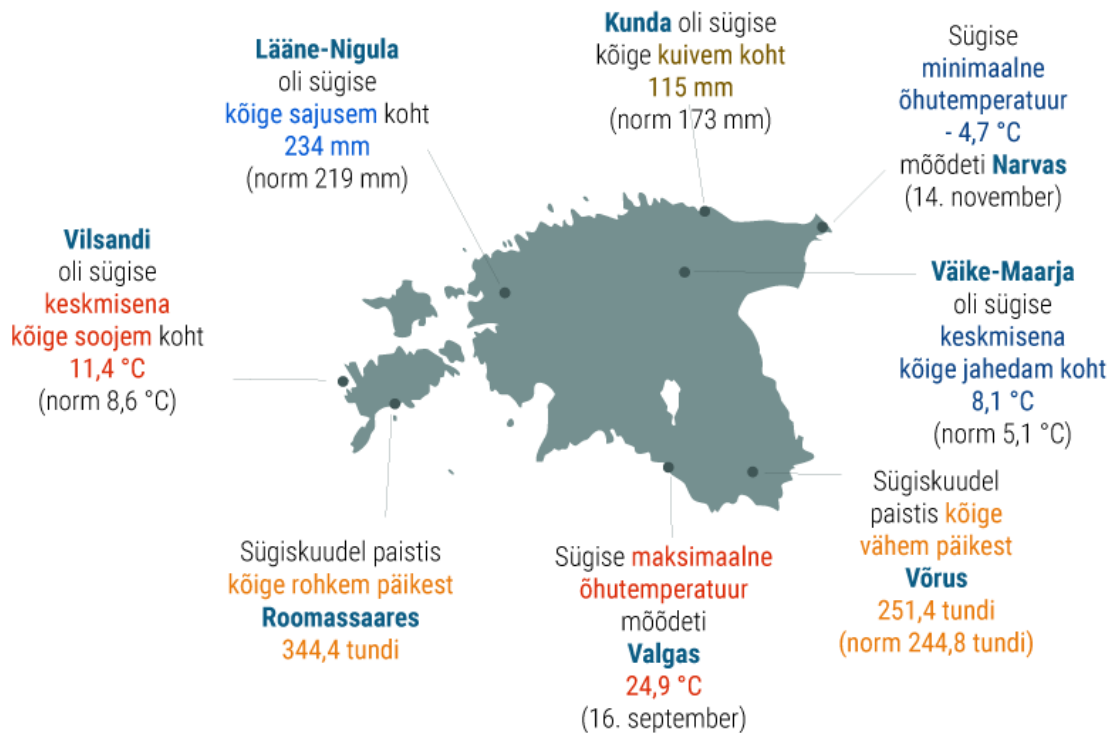 Lääne-Nigula
oli sügise
kõige sajusem koht
234 mm
(norm 219 mm)
Kunda oli sügise
kõige kuivem koht
115 mm
(norm 173 mm)
Sügise
minimaalne
õhutemperatuur
- 4,7 °C
mõõdeti Narvas
(14. november)
Vilsandi
oli sügise
keskmisena
kõige soojem koht
11,4 °C
(norm 8,6 °C)
Väike-Maarja
oli sügise
keskmisena
kõige jahedam koht
8,1 °C
(norm 5,1 °C)
Sügiskuudel paistis
kõige rohkem päikest
Roomassaares
344,4 tundi
Sügise maksimaalne
õhutemperatuur
mõõdeti
Valgas
24,9 °C
(16. september)
Sügiskuudel
paistis kõige
vähem päikest
Võrus
251,4 tundi
(norm 244,8 tundi)